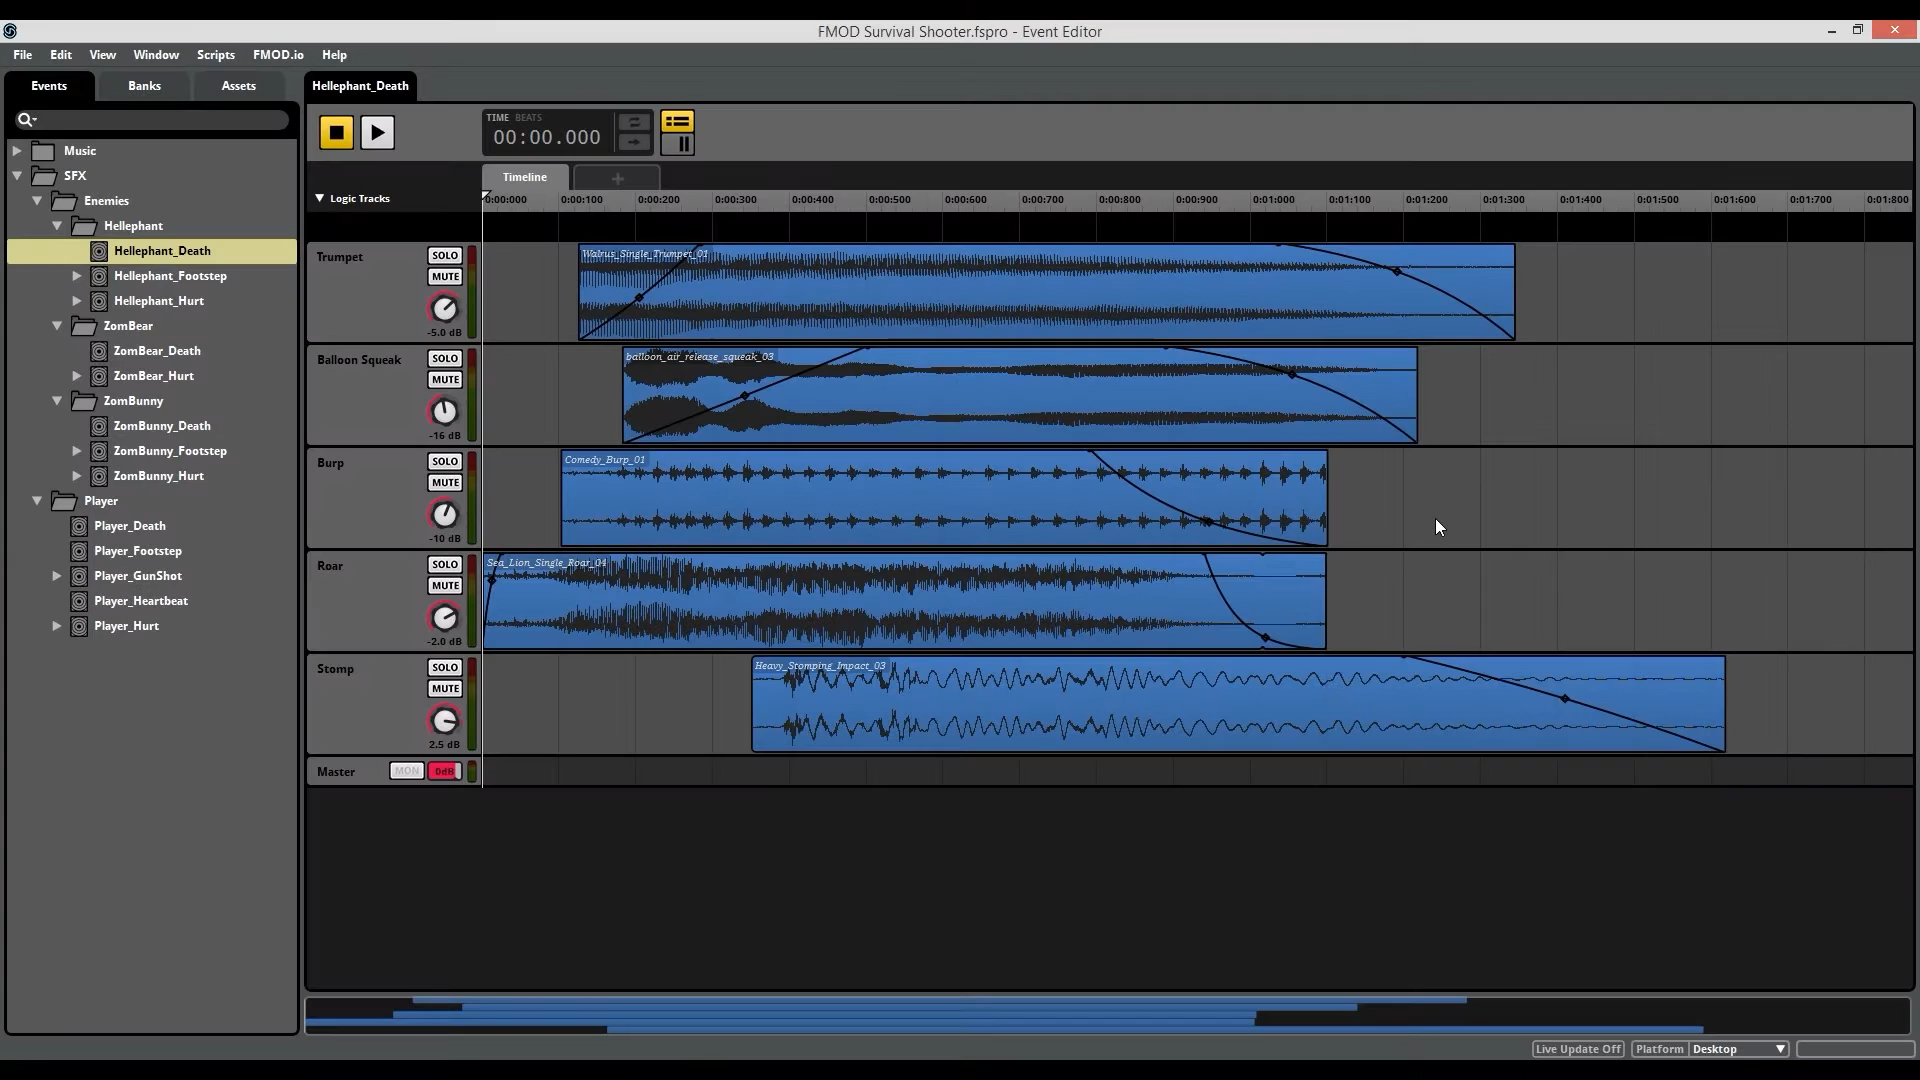 FMOD Survival Shooter.fspro - Event Editor
File Edit View Window Scripts FMOD.io Help
Events Banks Assets
Hellephant_Death
TIME BEATS
00:00.000
Music
SFX
Enemies
Hellephant
Hellephant_Death
Hellephant_Footstep
Hellephant_Hurt
ZomBear
ZomBear_Death
ZomBear_Hurt
ZomBunny
ZomBunny_Death
ZomBunny_Footstep
ZomBunny_Hurt
Player
Player_Death
Player_Footstep
Player_GunShot
Player_Heartbeat
Player_Hurt
Timeline +
Logic Tracks
0:00:000 0:00:100 0:00:200 0:00:300 0:00:400 0:00:500 0:00:600 0:00:700 0:00:800 0:00:900 0:01:000 0:01:100 0:01:200 0:01:300 0:01:400 0:01:500 0:01:600 0:01:700 0:01:800
Trumpet SOLO
MUTE
-5.0 dB
Walrus_Single_Trumpet_01
Balloon Squeak SOLO
MUTE
-16 dB
balloon_air_release_squeak_03
Burp SOLO
MUTE
-10 dB
Comedy_Burp_01
Roar SOLO
MUTE
-2.0 dB
Sea_Lion_Single_Roar_04
Stomp SOLO
MUTE
2.5 dB
Heavy_Stomping_Impact_03
Master MON 0dB
Live Update Off Platform Desktop